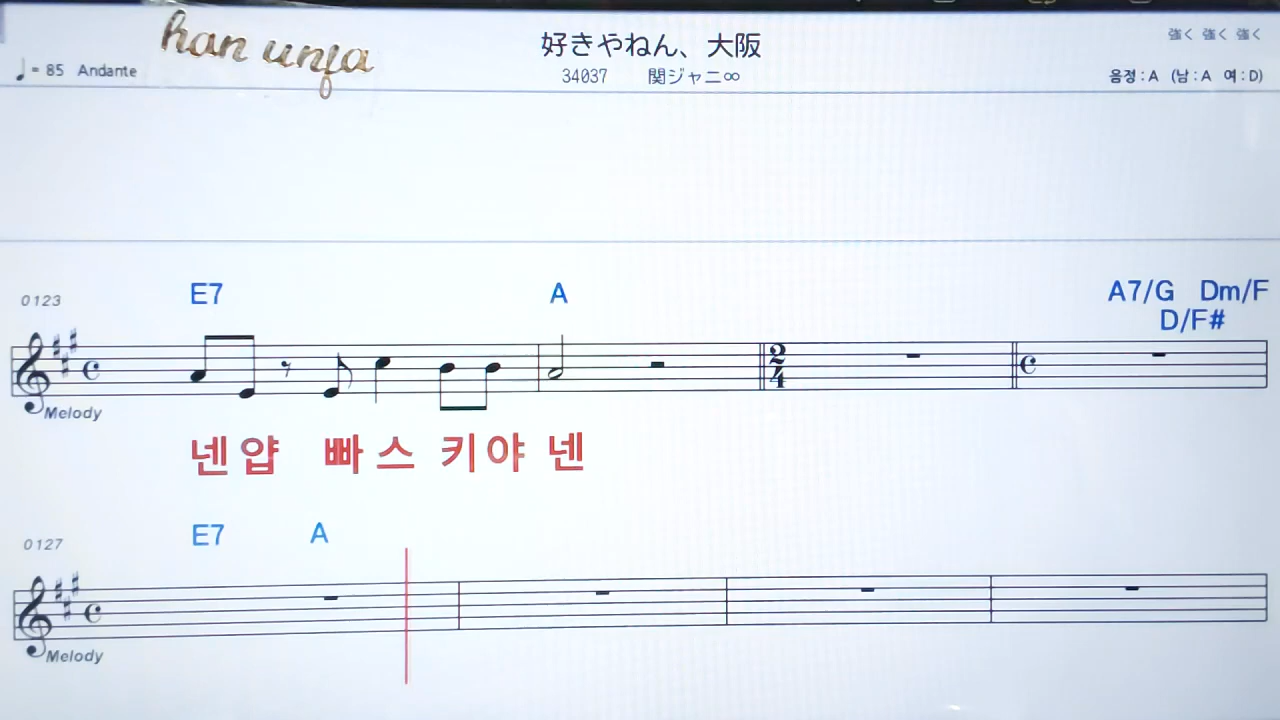 han unja
好きやねん、大阪
強く 強く 強く
♩= 85 Andante
34037 関ジャニ∞
음정 : A (남 : A 여 : D)
0123
E7 A A7/G Dm/F
D/F#
2
4
Melody
넨 얍 빠 스 키 야 넨
0127
E7 A
Melody